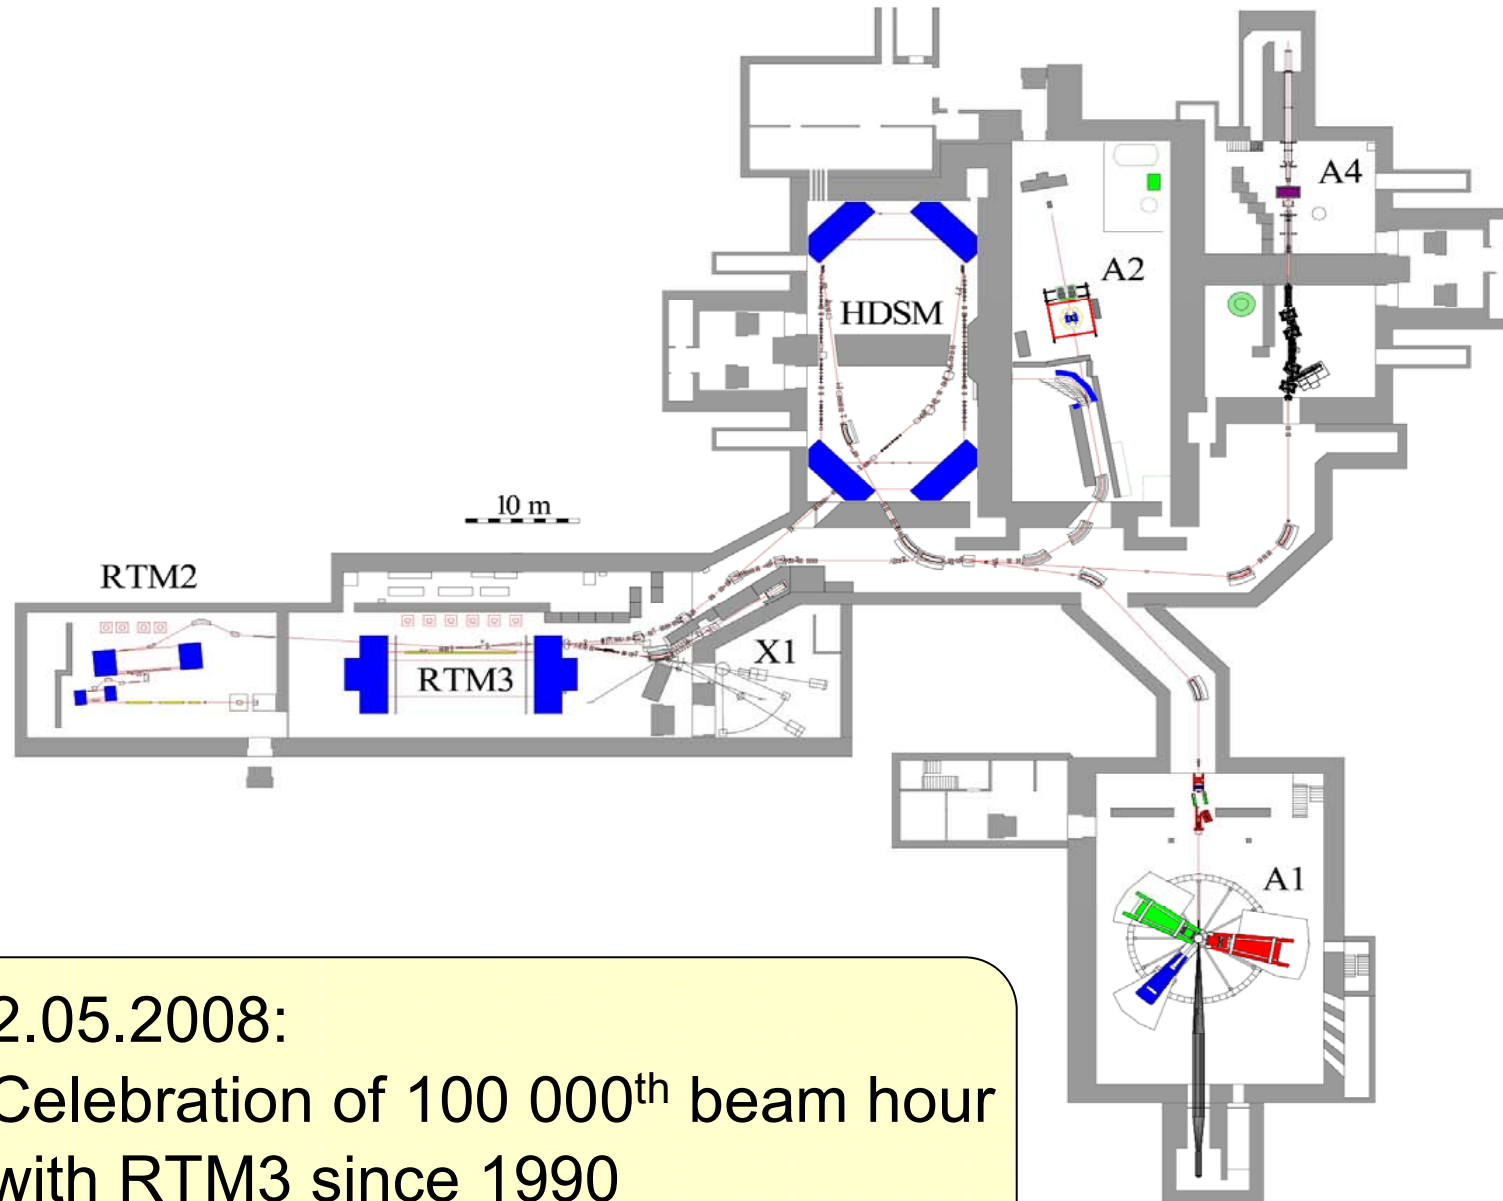 A4
A2
HDSM
10 m
RTM2
X1
RTM3
A1
2.05.2008:
Celebration of 100 000th beam hour
with RTM3 since 1990